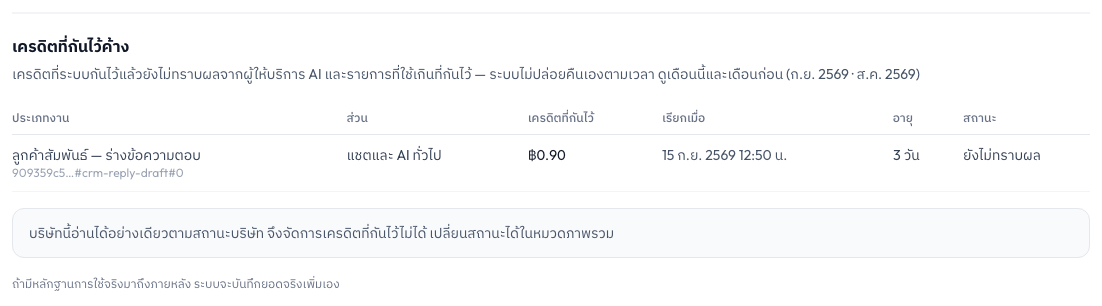 เครดิตที่กันไว้ค้าง
เครดิตที่ระบบกันไว้แล้วยังไม่ทราบผลจากผู้ให้บริการ AI และรายการที่ใช้เกินที่กันไว้ — ระบบไม่ปล่อยคืนเองตามเวลา ดูเดือนนี้และเดือนก่อน (ก.ย. 2569 · ส.ค. 2569)
ประเภทงาน ส่วน เครดิตที่กันไว้ เรียกเมื่อ อายุ สถานะ
ลูกค้าสัมพันธ์ — ร่างข้อความตอบ แชตและ AI ทั่วไป ฿0.90 15 ก.ย. 2569 12:50 น. 3 วัน ยังไม่ทราบผล
909359c5…#crm-reply-draft#0
บริษัทนี้อ่านได้อย่างเดียวตามสถานะบริษัท จึงจัดการเครดิตที่กันไว้ไม่ได้ เปลี่ยนสถานะได้ในหมวดภาพรวม
ถ้ามีหลักฐานการใช้จริงมาถึงภายหลัง ระบบจะบันทึกยอดจริงเพิ่มเอง